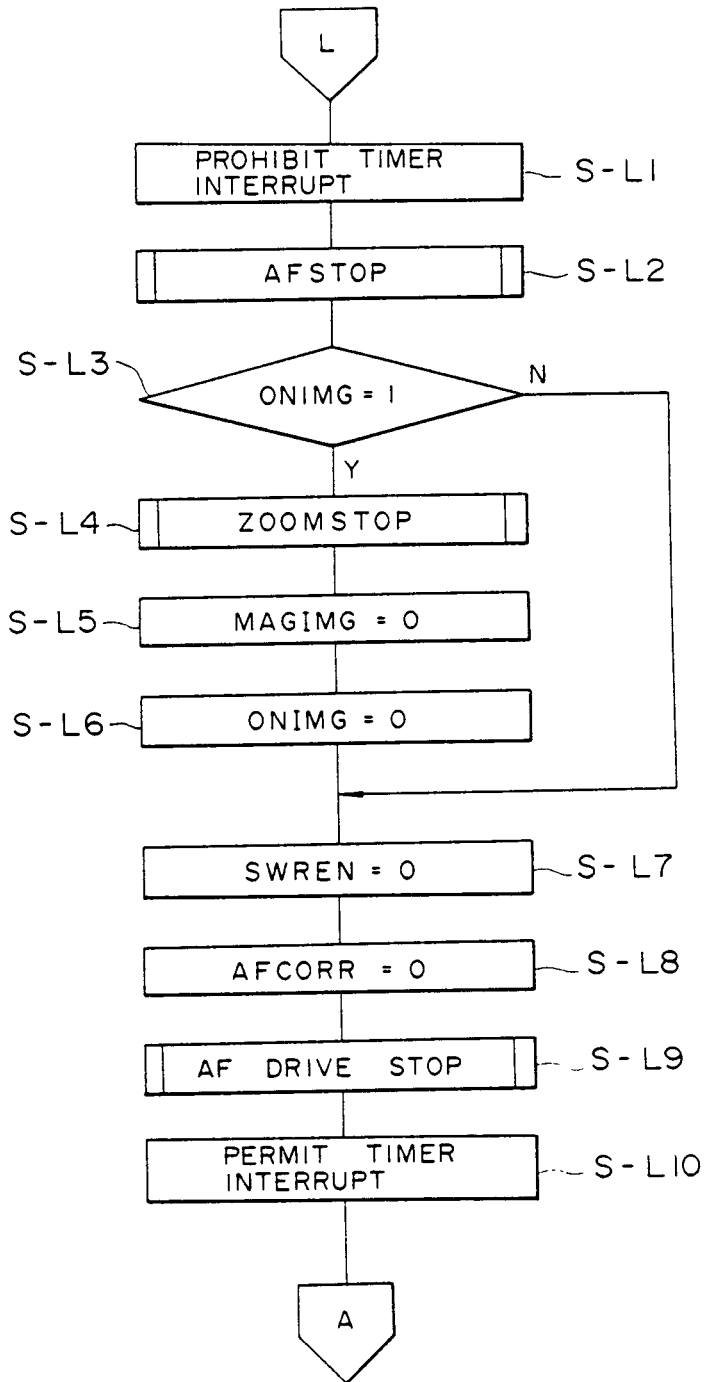 L
PROHIBIT TIMER
INTERRUPT
S-L1
AFSTOP
S-L2
S-L3
ONIMG = 1
N
Y
S-L4
ZOOMSTOP
S-L5
MAGIMG = 0
S-L6
ONIMG = 0
SWREN = 0
S-L7
AFCORR = 0
S-L8
AF DRIVE STOP
S-L9
PERMIT TIMER
INTERRUPT
S-L10
A